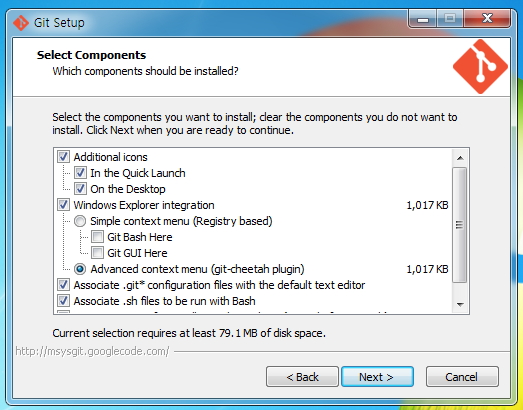 Git Setup
Select Components
Which components should be installed?
Select the components you want to install; clear the components you do not want to
install. Click Next when you are ready to continue.
Additional icons
In the Quick Launch
On the Desktop
Windows Explorer integration 1,017 KB
Simple context menu (Registry based)
Git Bash Here
Git GUI Here
Advanced context menu (git-cheetah plugin) 1,017 KB
Associate .git* configuration files with the default text editor
Associate .sh files to be run with Bash
Current selection requires at least 79.1 MB of disk space.
http://msysgit.googlecode.com/
< Back Next > Cancel